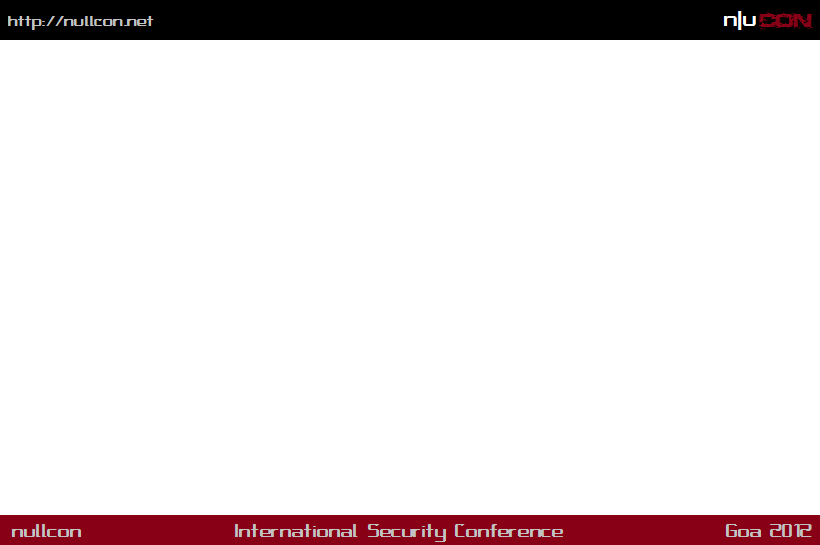 http://nullcon.net
n|u CON
nullcon
International Security Conference
Goa 2012